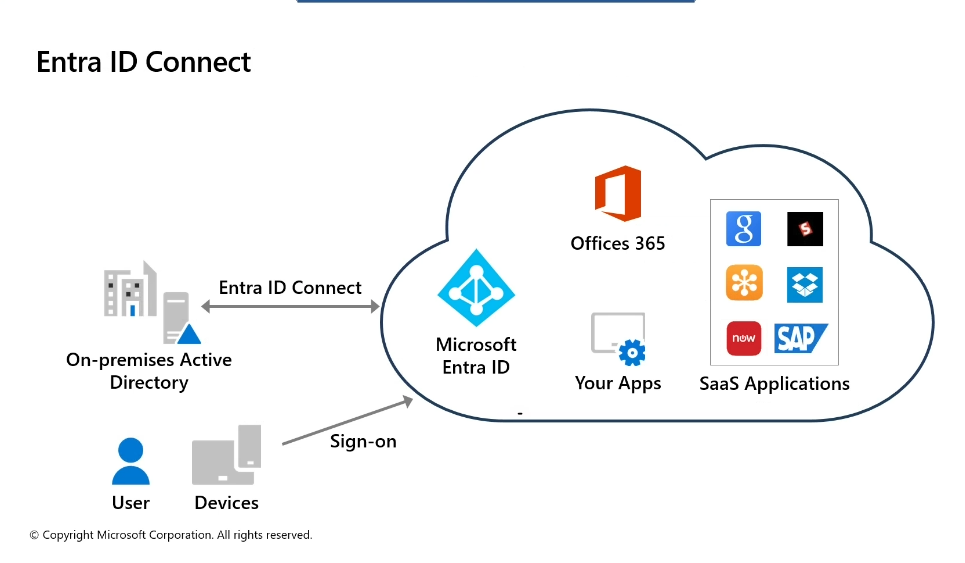 Entra ID Connect
Offices 365
g
S
Entra ID Connect
Microsoft
Entra ID
On-premises Active
Directory
Your Apps
now
SAP
SaaS Applications
Sign-on
User
Devices
© Copyright Microsoft Corporation. All rights reserved.